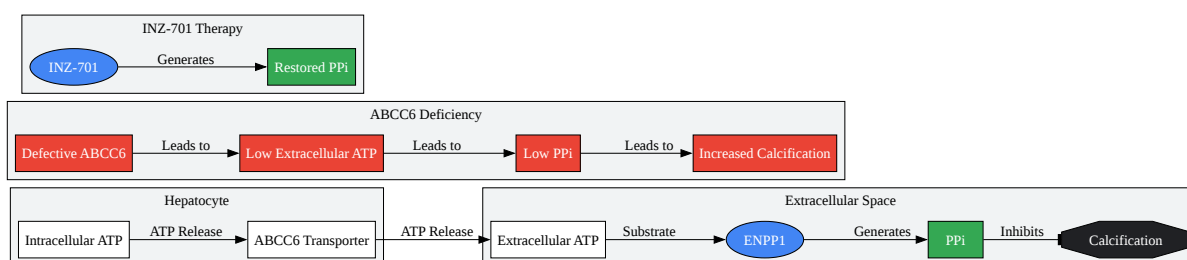 INZ-701 Therapy
INZ-701
Generates
Restored PPi
ABCC6 Deficiency
Defective ABCC6
Leads to
Low Extracellular ATP
Leads to
Low PPi
Leads to
Increased Calcification
Hepatocyte
Intracellular ATP
ATP Release
ABCC6 Transporter
ATP Release
Extracellular Space
Extracellular ATP
Substrate
ENPP1
Generates
PPi
Inhibits
Calcification